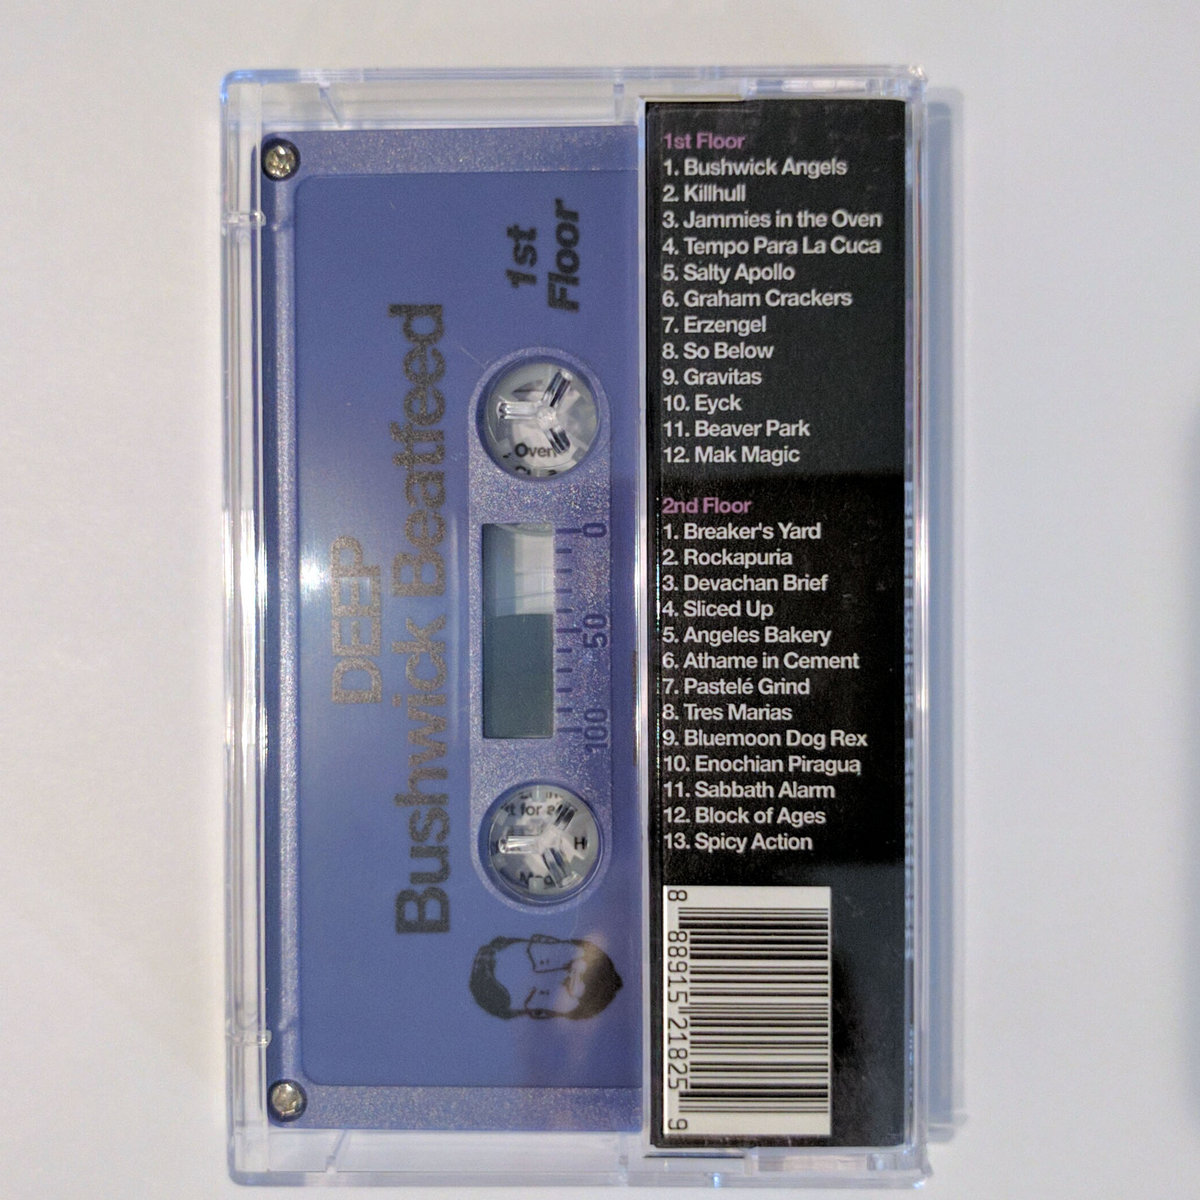 DEEP
Bushwick Beatfeed
1st
Floor
Oven
0
50
100
t for a
H
1st Floor
1. Bushwick Angels
2. Killhull
3. Jammies in the Oven
4. Tempo Para La Cuca
5. Salty Apollo
6. Graham Crackers
7. Erzengel
8. So Below
9. Gravitas
10. Eyck
11. Beaver Park
12. Mak Magic
2nd Floor
1. Breaker's Yard
2. Rockapuria
3. Devachan Brief
4. Sliced Up
5. Angeles Bakery
6. Athame in Cement
7. Pastelé Grind
8. Tres Marias
9. Bluemoon Dog Rex
10. Enochian Piragua
11. Sabbath Alarm
12. Block of Ages
13. Spicy Action
8 88915 21825 9